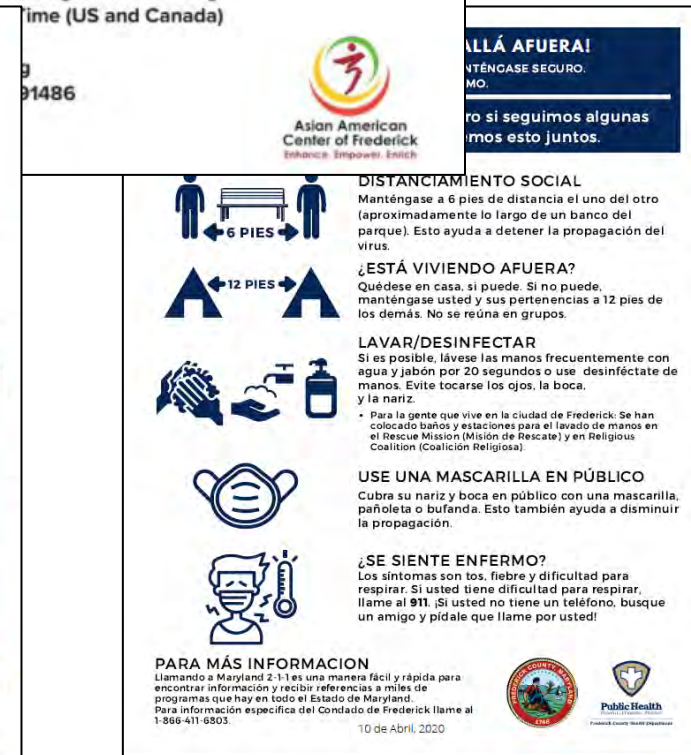 Time (US and Canada)
91486
Asian American
Center of Frederick
Enhance. Empower. Enrich
ALLÁ AFUERA!
NTÉNGASE SEGURO.
MO.
ro si seguimos algunas
emos esto juntos.
DISTANCIAMIENTO SOCIAL
6 PIES
Manténgase a 6 pies de distancia el uno del otro
(aproximadamente lo largo de un banco del
parque). Esto ayuda a detener la propagación del
virus.
12 PIES
¿ESTÁ VIVIENDO AFUERA?
Quédese en casa, si puede. Si no puede,
manténgase usted y sus pertenencias a 12 pies de
los demás. No se reúna en grupos.
LAVAR/DESINFECTAR
Si es posible, lávese las manos frecuentemente con
agua y jabón por 20 segundos o use desinféctate de
manos. Evite tocarse los ojos, la boca,
y la nariz.
• Para la gente que vive en la ciudad de Frederick: Se han
colocado baños y estaciones para el lavado de manos en
el Rescue Mission (Misión de Rescate) y en Religious
Coalition (Coalición Religiosa).
USE UNA MASCARILLA EN PÚBLICO
Cubra su nariz y boca en público con una mascarilla,
pañoleta o bufanda. Esto también ayuda a disminuir
la propagación.
¿SE SIENTE ENFERMO?
Los síntomas son tos, fiebre y dificultad para
respirar. Si usted tiene dificultad para respirar,
llame al 911. ¡Si usted no tiene un teléfono, busque
un amigo y pídale que llame por usted!
PARA MÁS INFORMACION
Llamando a Maryland 2-1-1 es una manera fácil y rápida para
encontrar información y recibir referencias a miles de
programas que hay en todo el Estado de Maryland.
Para información especifica del Condado de Frederick llame al
1-866-411-6803.
10 de Abril, 2020
FREDERICK COUNTY, MARYLAND
1748
Public Health
Frederick County Health Department